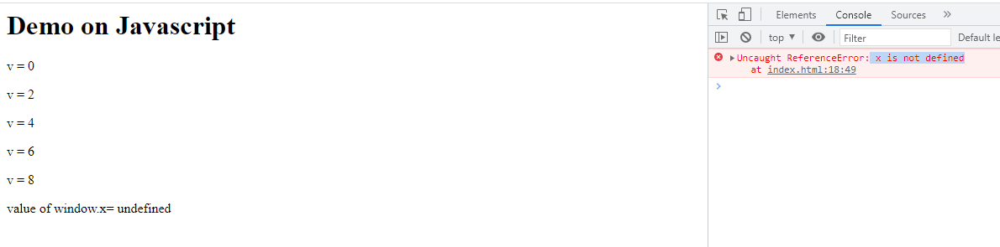 Demo on Javascript
v = 0
v = 2
v = 4
v = 6
v = 8
value of window.x= undefined
Elements Console Sources »
top ▼ Filter Default le
▶Uncaught ReferenceError: x is not defined
at index.html:18:49
>